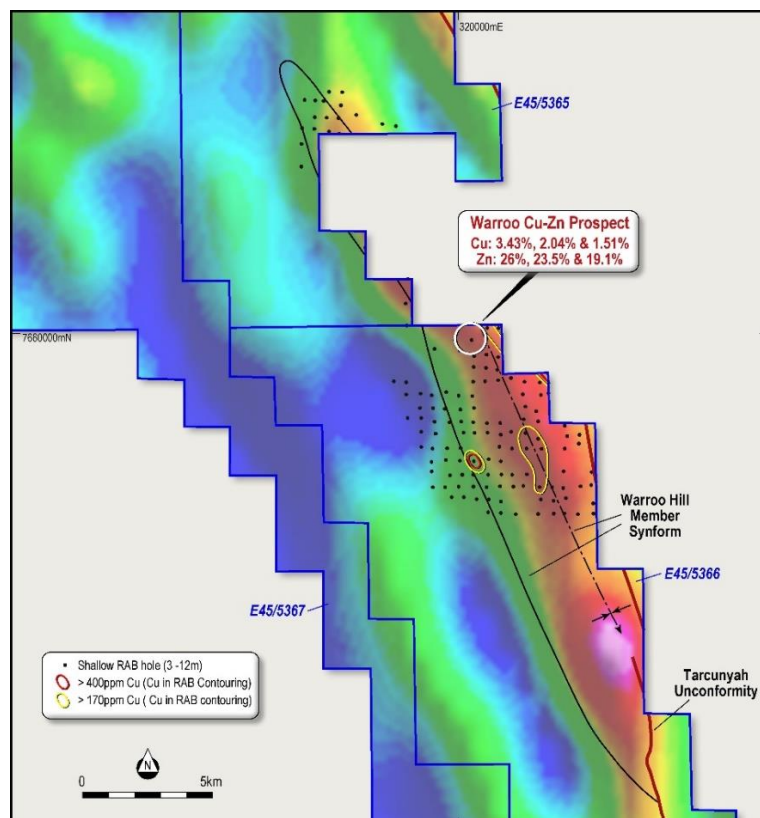 320000mE
E45/5365
Warroo Cu-Zn Prospect
Cu: 3.43%, 2.04% & 1.51%
Zn: 26%, 23.5% & 19.1%
7660000mN
Warroo Hill
Member
Synform
E45/5366
E45/5367
Shallow RAB hole (3 -12m)
> 400ppm Cu (Cu in RAB Contouring)
> 170ppm Cu ( Cu in RAB contouring)
Tarcunyah
Unconformity
N
0 5km